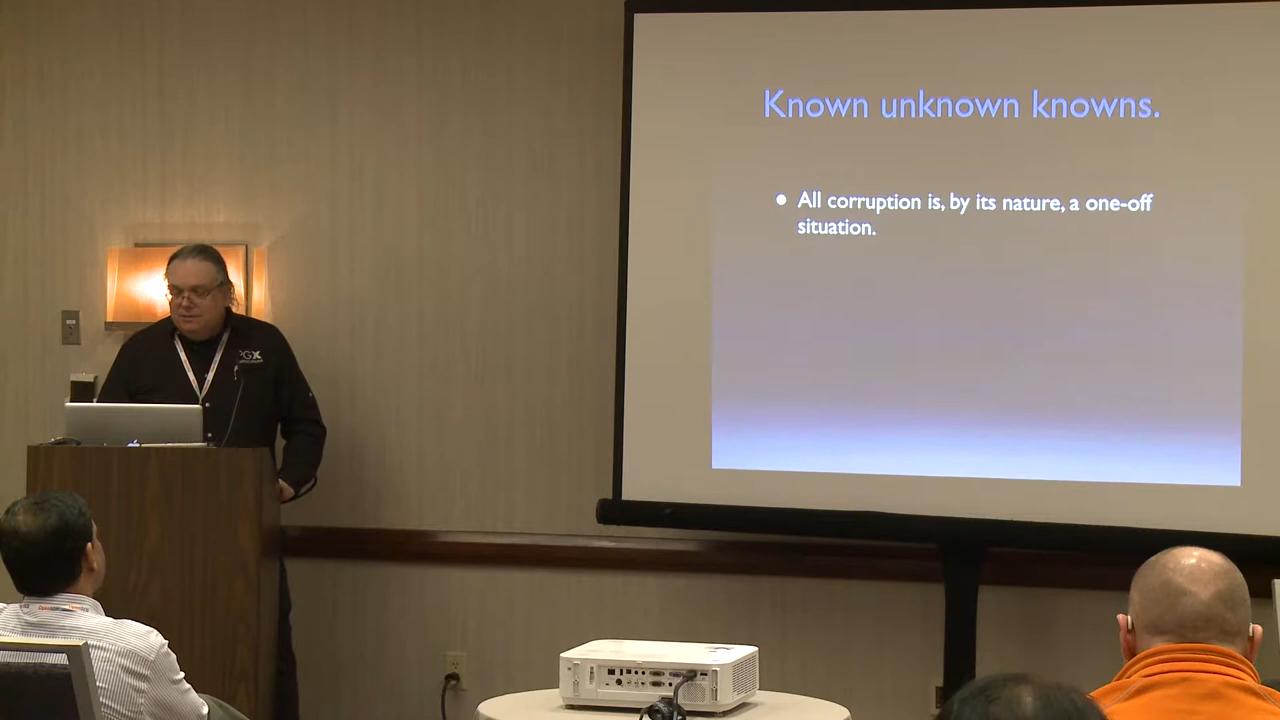 Known unknown knowns.
All corruption is, by its nature, a one-off
situation.
PGX